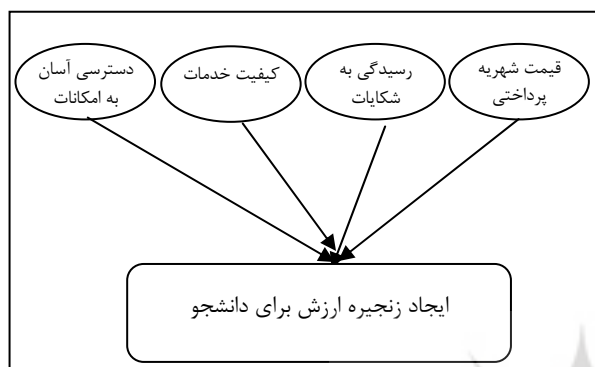 قیمت شهریه
پرداختی
رسیدگی به
شکایات
کیفیت خدمات
دسترسی آسان
به امکانات
ایجاد زنجیره ارزش برای دانشجو